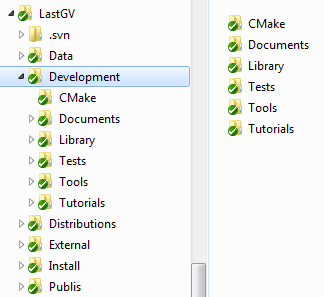 LastGV
.svn
Data
Development
CMake
Documents
Library
Tests
Tools
Tutorials
Distributions
External
Install
Publis
CMake
Documents
Library
Tests
Tools
Tutorials